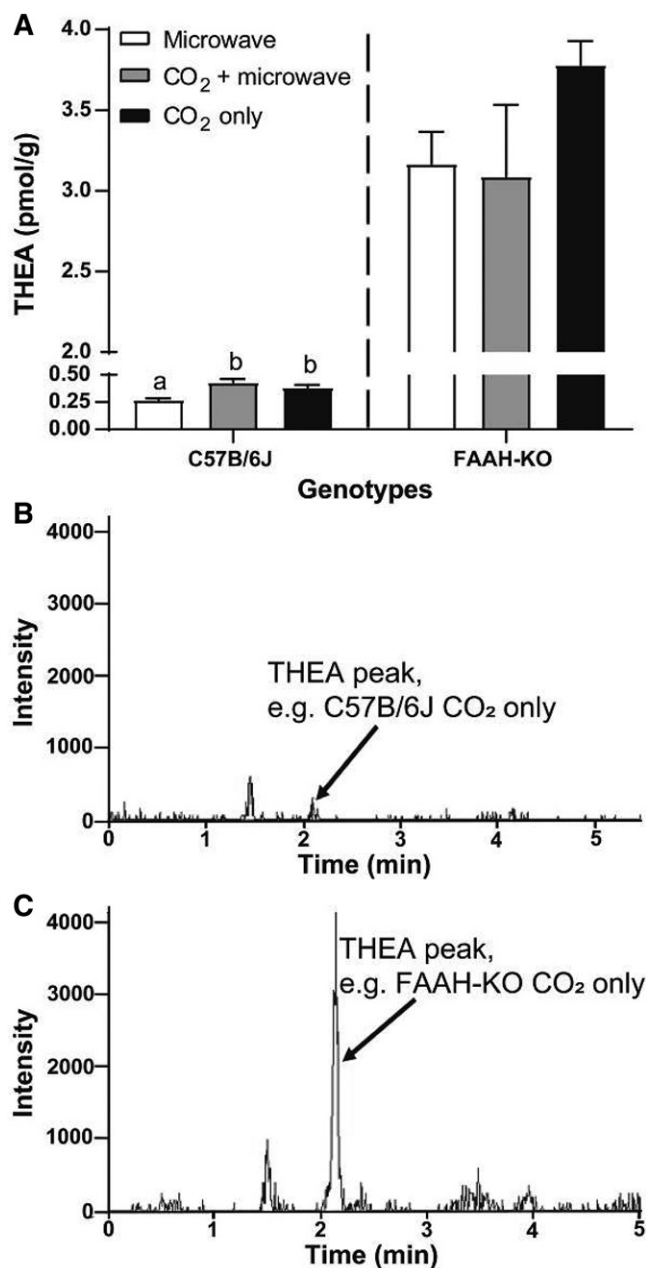 A
Microwave
CO2 + microwave
CO2 only
THEA (pmol/g)
4.0
3.5
3.0
2.5
2.0
0.50
0.25
0.00
a
b
b
C57B/6J
FAAH-KO
Genotypes
B
4000
3000
2000
1000
0
Intensity
THEA peak,
e.g. C57B/6J CO₂ only
0 1 2 3 4 5
Time (min)
C
4000
3000
2000
1000
0
Intensity
THEA peak,
e.g. FAAH-KO CO₂ only
0 1 2 3 4 5
Time (min)